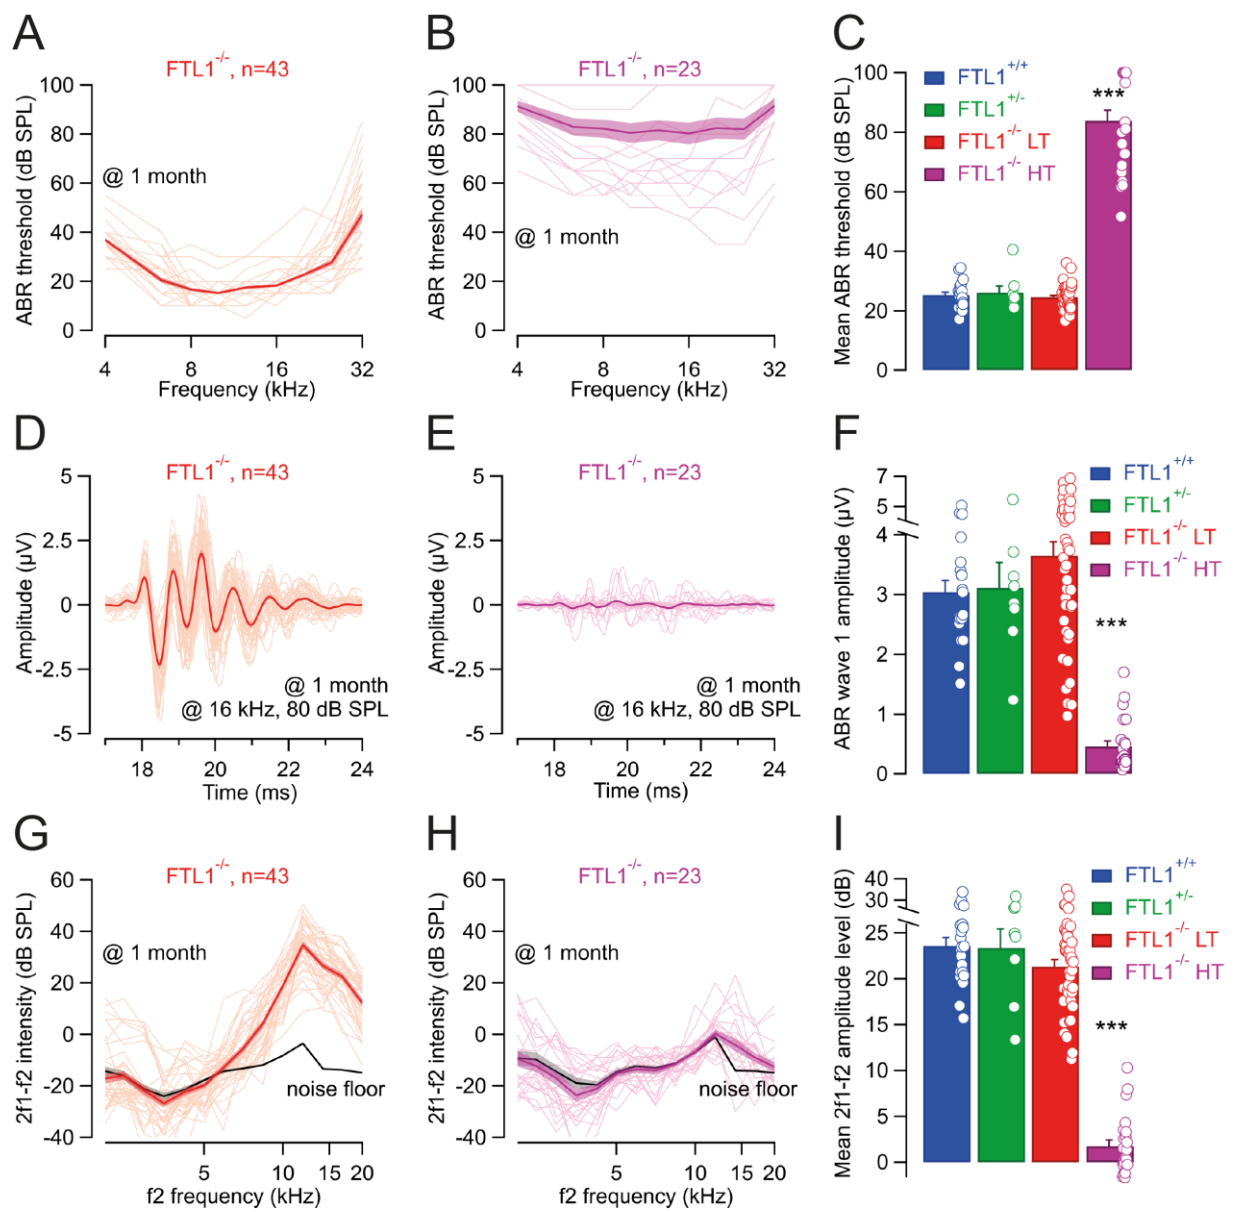 A
FTL1-/-, n=43
ABR threshold (dB SPL)
100
80
60
40
20
0
@ 1 month
4
8
16
32
Frequency (kHz)
B
FTL1-/-, n=23
ABR threshold (dB SPL)
100
80
60
40
20
0
@ 1 month
4
8
16
32
Frequency (kHz)
C
Mean ABR threshold (dB SPL)
100
80
60
40
20
0
FTL1+/+
FTL1+/-
FTL1-/- LT
FTL1-/- HT
***
D
FTL1-/-, n=43
Amplitude (µV)
5
2.5
0
-2.5
-5
@ 1 month
@ 16 kHz, 80 dB SPL
18
20
22
24
Time (ms)
E
FTL1-/-, n=23
Amplitude (µV)
5
2.5
0
-2.5
-5
@ 1 month
@ 16 kHz, 80 dB SPL
18
20
22
24
Time (ms)
F
ABR wave 1 amplitude (µV)
7
5
4
3
2
1
0
FTL1+/+
FTL1+/-
FTL1-/- LT
FTL1-/- HT
***
G
FTL1-/-, n=43
2f1-f2 intensity (dB SPL)
60
40
20
0
-20
-40
@ 1 month
noise floor
5
10
15
20
f2 frequency (kHz)
H
FTL1-/-, n=23
2f1-f2 intensity (dB SPL)
60
40
20
0
-20
-40
@ 1 month
noise floor
5
10
15
20
f2 frequency (kHz)
I
Mean 2f1-f2 amplitude level (dB)
40
30
25
20
15
10
5
0
FTL1+/+
FTL1+/-
FTL1-/- LT
FTL1-/- HT
***